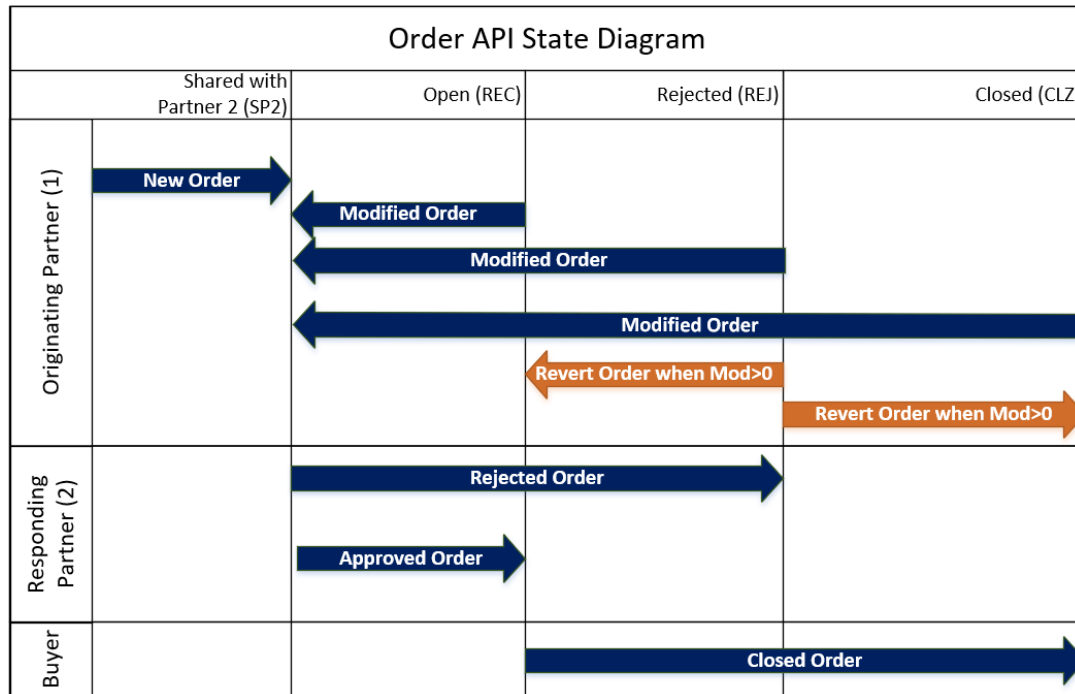 Order API State Diagram
Shared with
Partner 2 (SP2)
Open (REC)
Rejected (REJ)
Closed (CLZ
Originating Partner (1)
New Order
Modified Order
Modified Order
Modified Order
Revert Order when Mod>0
Revert Order when Mod>0
Responding
Partner (2)
Rejected Order
Approved Order
Buyer
Closed Order